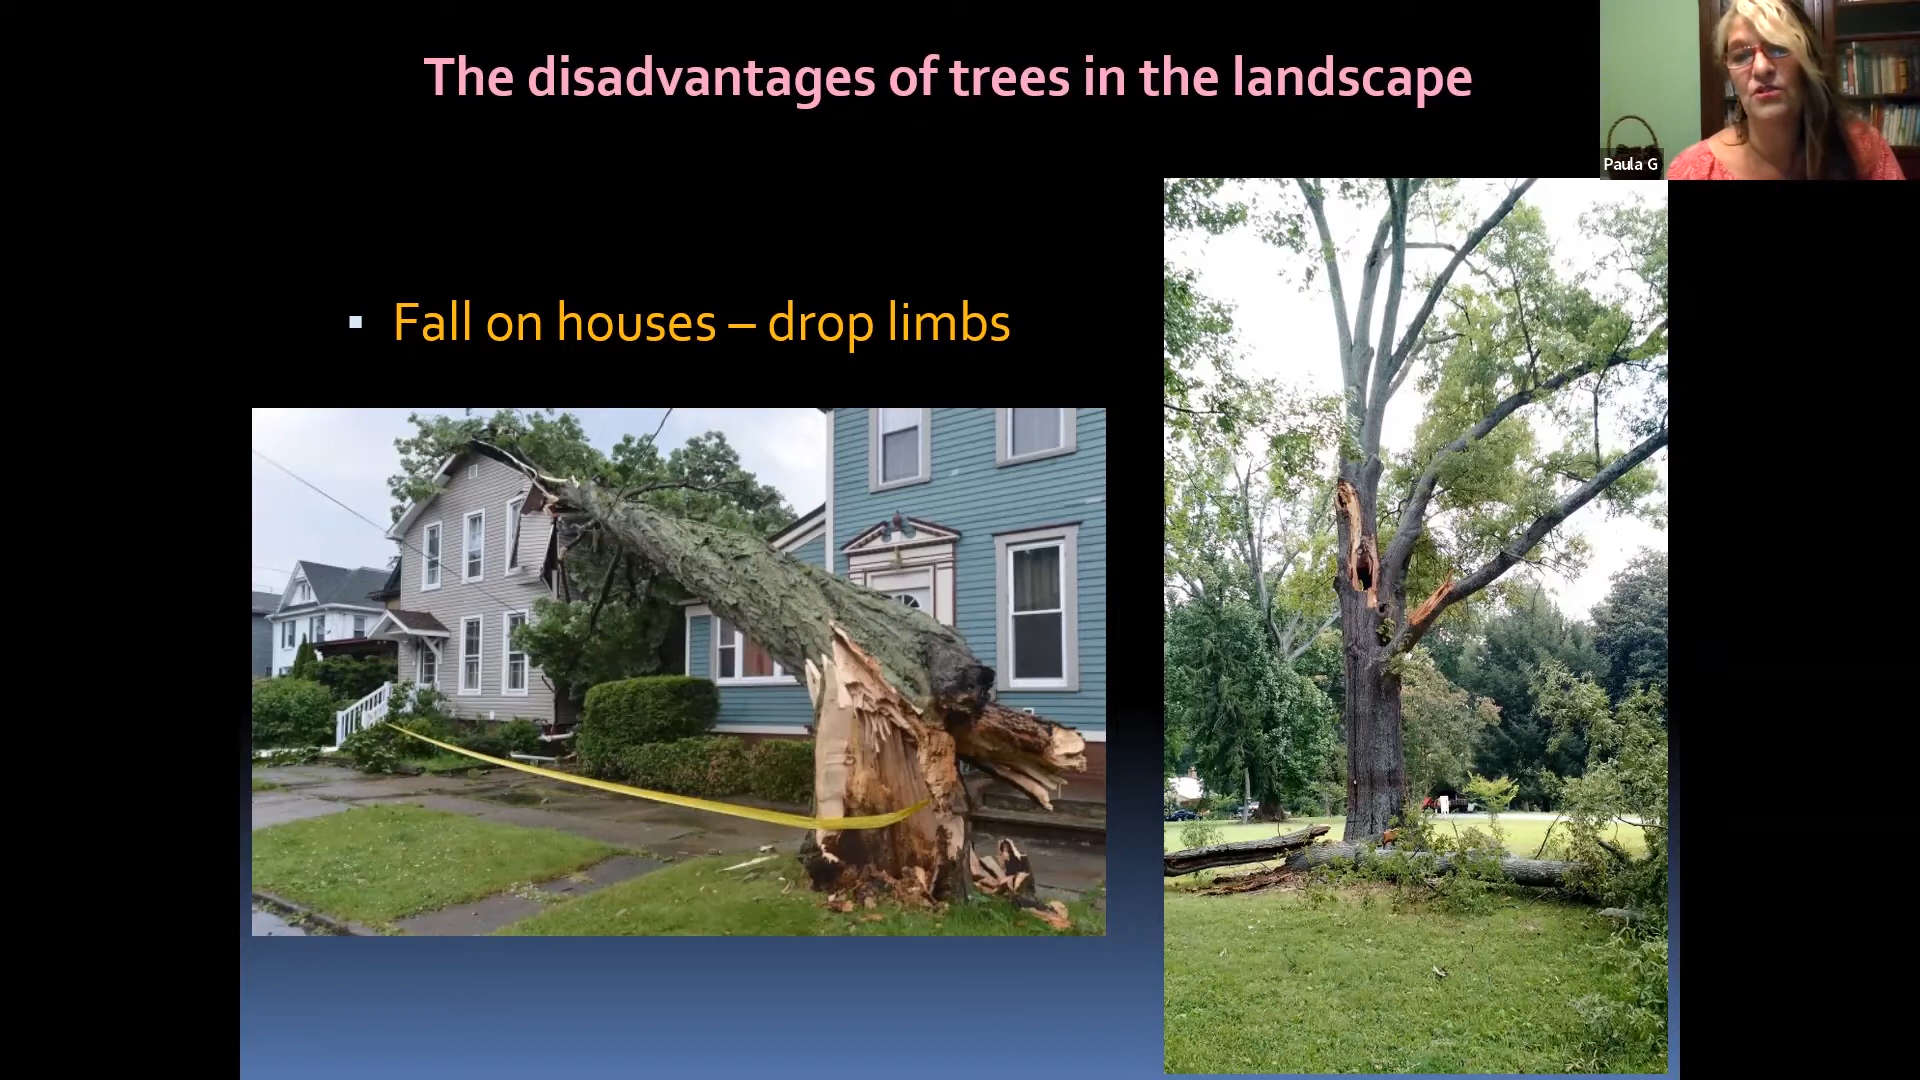 The disadvantages of trees in the landscape
Paula G
▪ Fall on houses – drop limbs